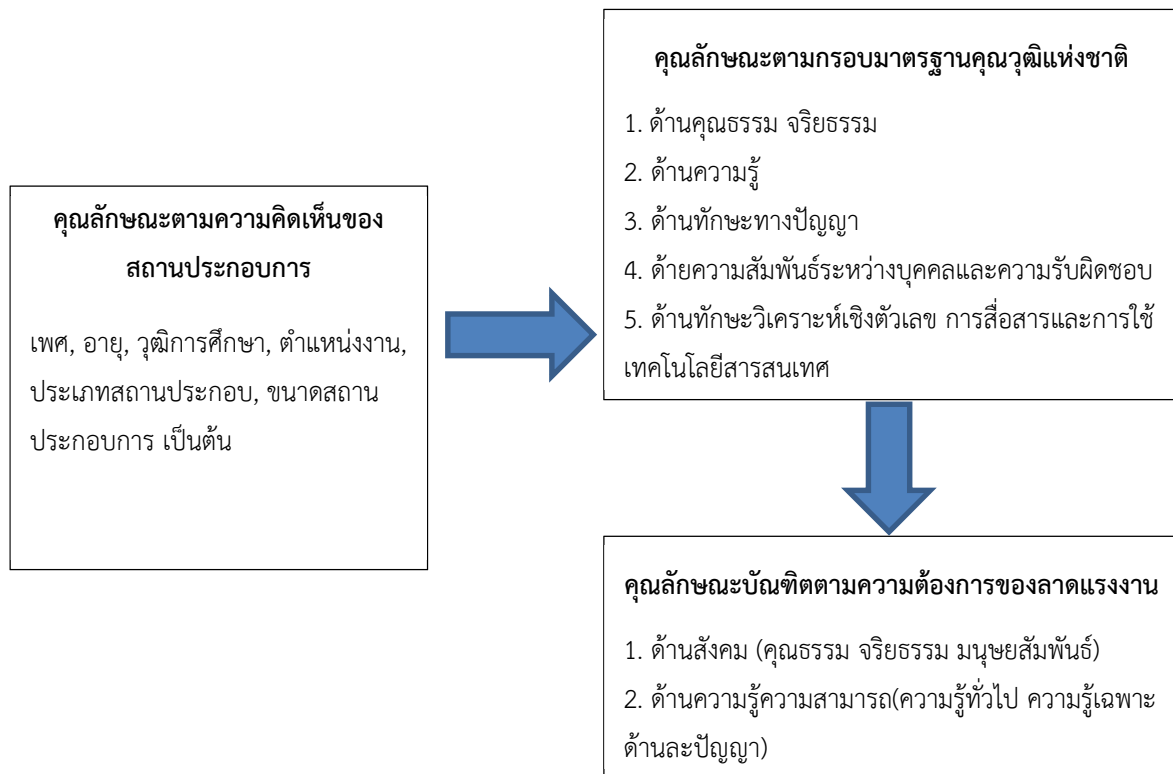 คุณลักษณะตามกรอบมาตรฐานคุณวุฒิแห่งชาติ
1. ด้านคุณธรรม จริยธรรม
2. ด้านความรู้
3. ด้านทักษะทางปัญญา
4. ด้ายความสัมพันธ์ระหว่างบุคคลและความรับผิดชอบ
5. ด้านทักษะวิเคราะห์เชิงตัวเลข การสื่อสารและการใช้
เทคโนโลยีสารสนเทศ
คุณลักษณะตามความคิดเห็นของ
สถานประกอบการ
เพศ, อายุ, วุฒิการศึกษา, ตำแหน่งงาน,
ประเภทสถานประกอบ, ขนาดสถาน
ประกอบการ เป็นต้น
คุณลักษณะบัณฑิตตามความต้องการของลาดแรงงาน
1. ด้านสังคม (คุณธรรม จริยธรรม มนุษยสัมพันธ์)
2. ด้านความรู้ความสามารถ(ความรู้ทั่วไป ความรู้เฉพาะ
ด้านละปัญญา)